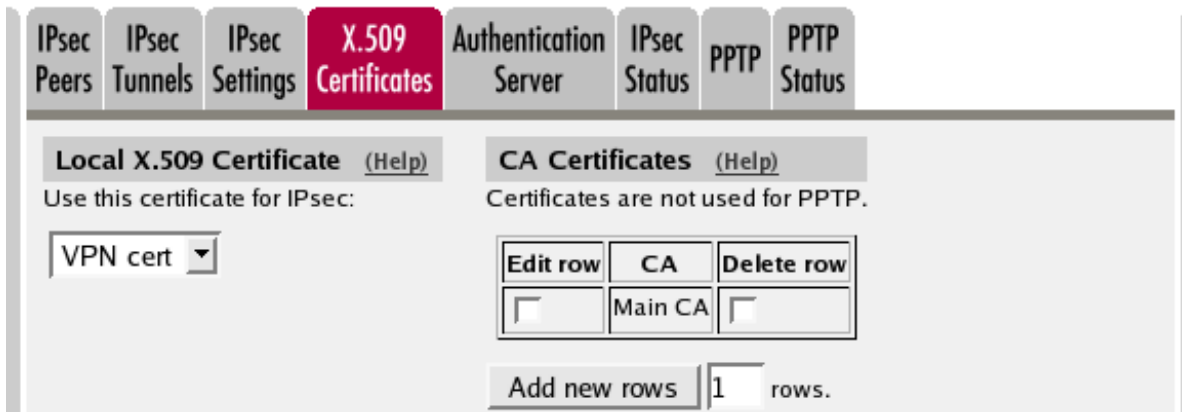 IPsec Peers
IPsec Tunnels
IPsec Settings
X.509 Certificates
Authentication Server
IPsec Status
PPTP
PPTP Status
Local X.509 Certificate (Help)
Use this certificate for IPsec:
VPN cert
CA Certificates (Help)
Certificates are not used for PPTP.
Edit row CA Delete row
Main CA
Add new rows 1 rows.